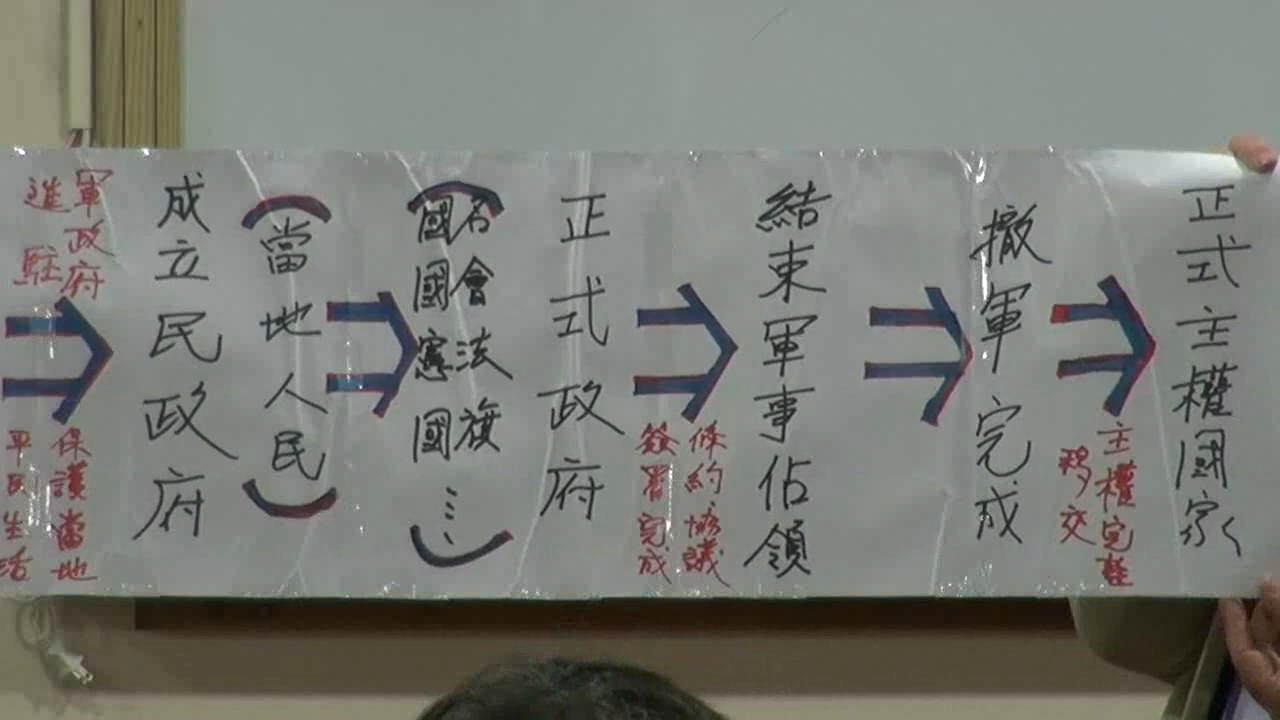 軍政府
進駐
保護當地
平民生活
成立民政府
（當地人民）
（國名
國會
憲法
國旗
…）
正式政府
條約協議
簽署完成
結束軍事佔領
撤軍完成
主權完整
移交
正式主權國家